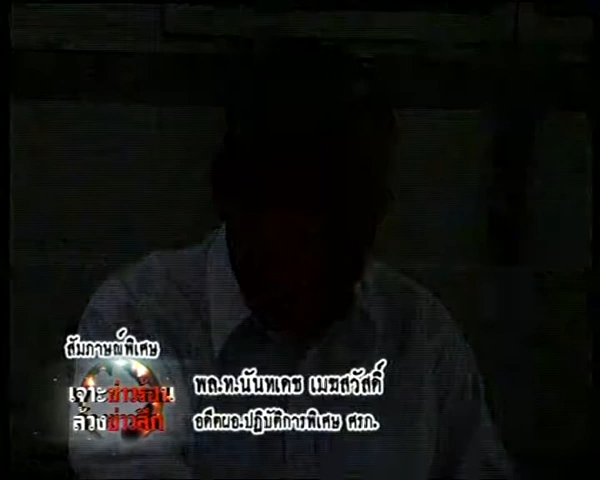 สัมภาษณ์พิเศษ
เจาะข่าวร้อน
ล้วงข่าวลึก
พล.ท.นันทเดช เมฆสวัสดิ์
อดีตผอ.ปฏิบัติการพิเศษ ศรภ.